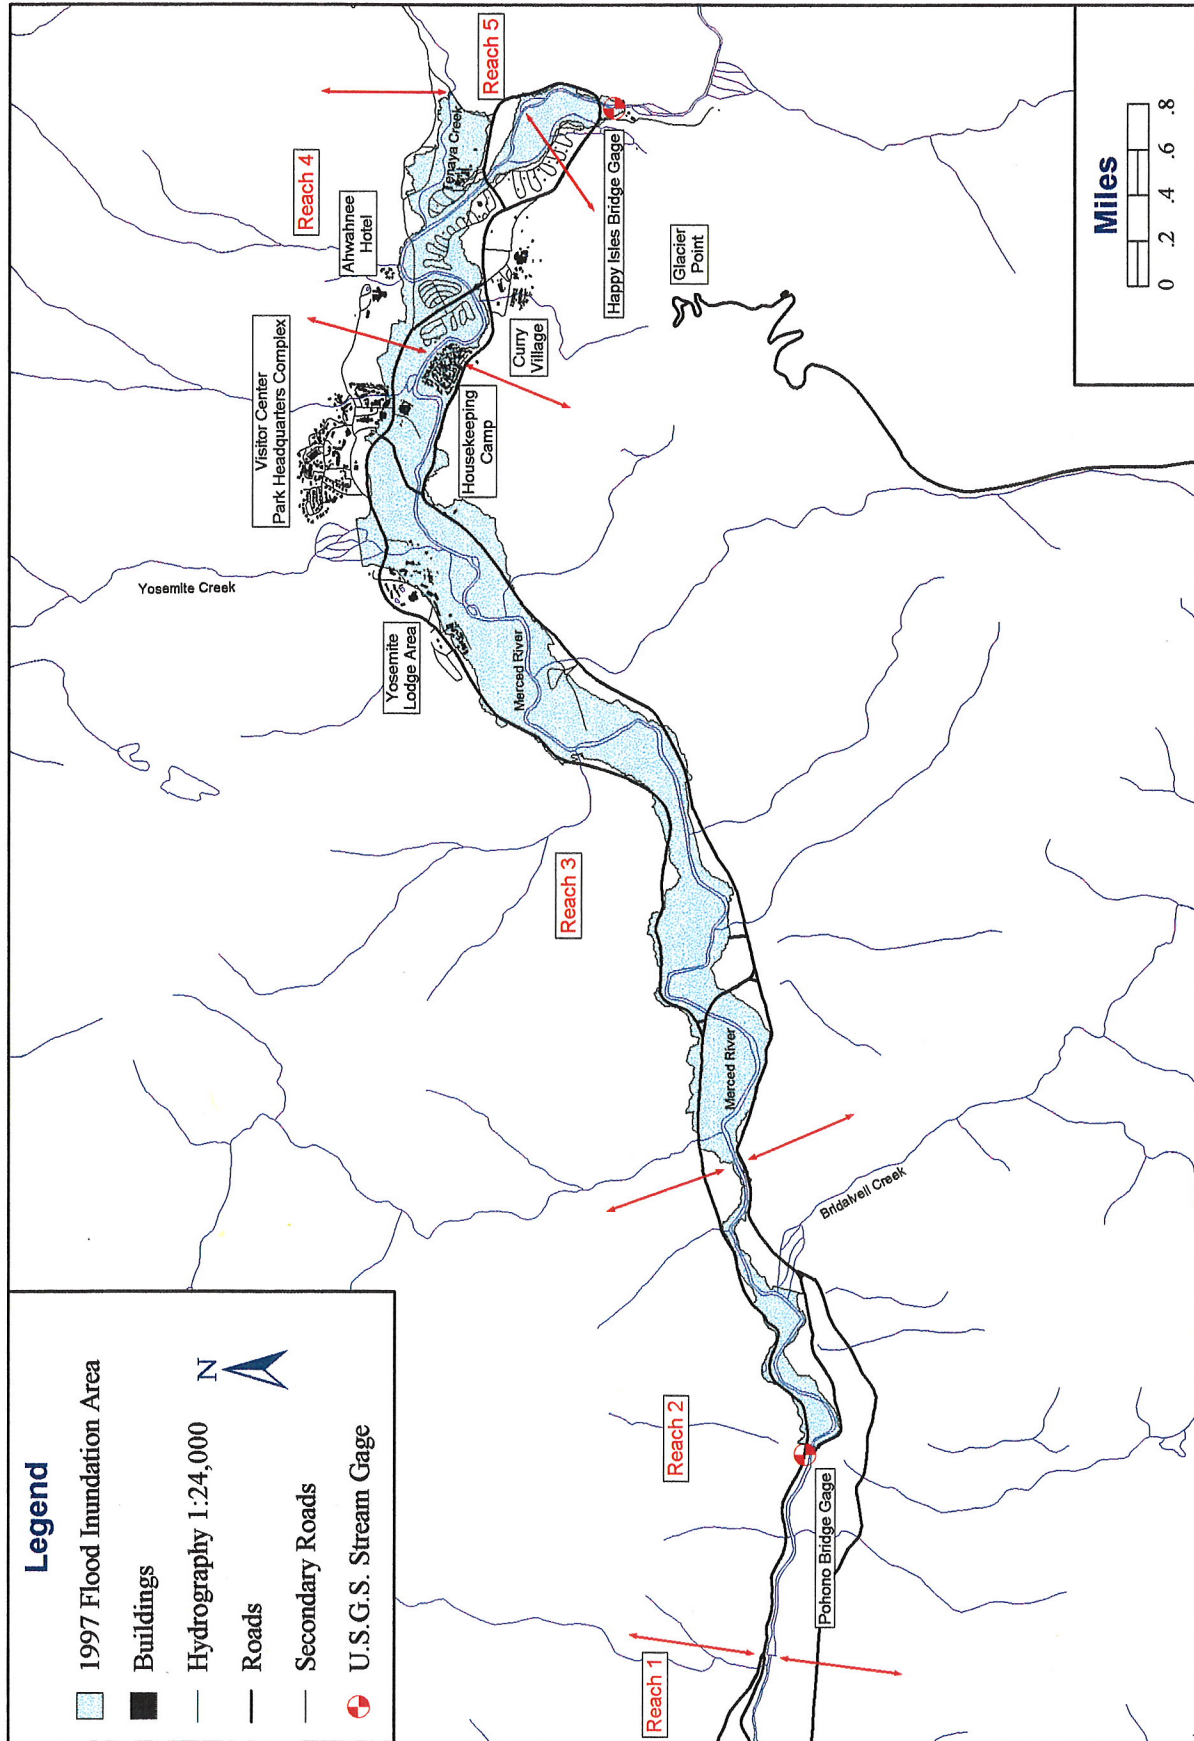 Legend
1997 Flood Inundation Area
Buildings
Hydrography 1:24,000
Roads
Secondary Roads
U.S.G.S. Stream Gage
N
Reach 1
Pohono Bridge Gage
Reach 2
Bridalveil Creek
Merced River
Reach 3
Merced River
Yosemite
Lodge Area
Yosemite Creek
Visitor Center
Park Headquarters Complex
Housekeeping
Camp
Curry
Village
Ahwahnee
Hotel
Reach 4
Tenaya Creek
Reach 5
Happy Isles Bridge Gage
Glacier
Point
Miles
0 .2 .4 .6 .8